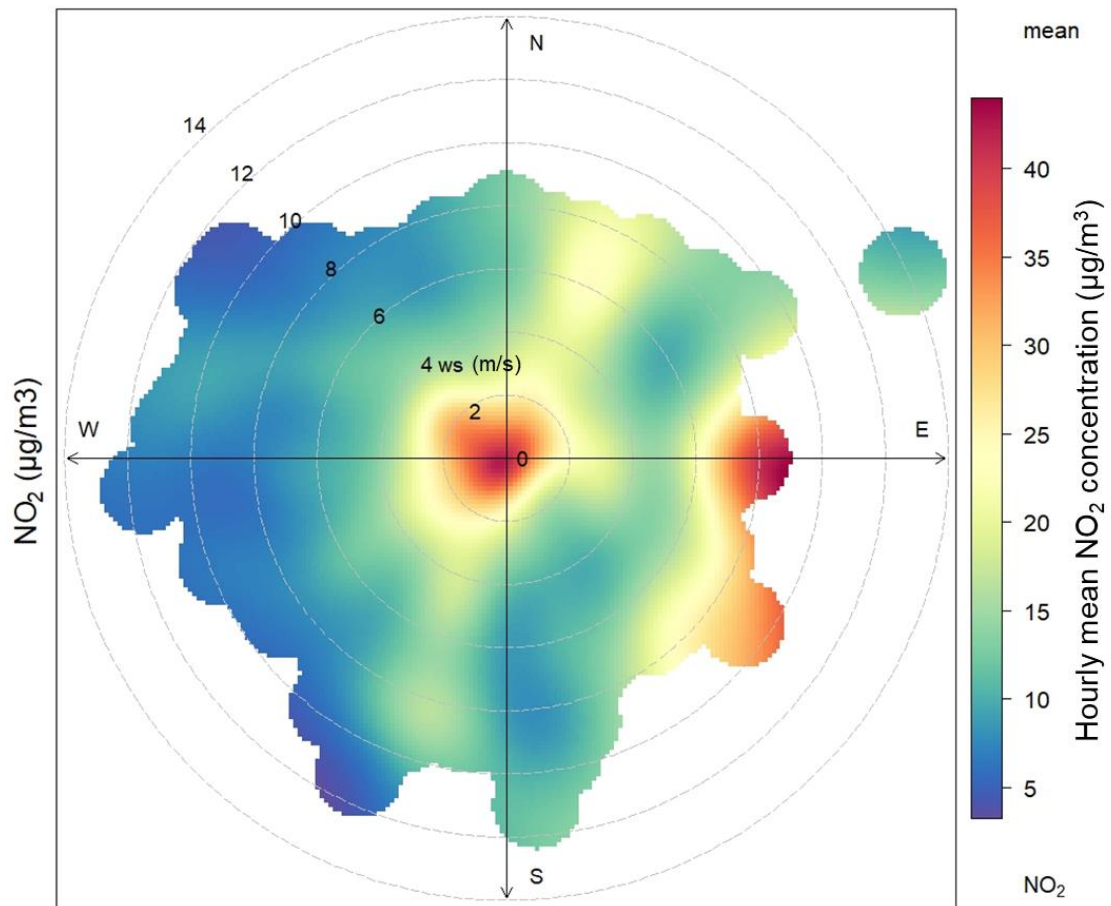 mean
N
14
12
10
8
6
4 ws (m/s)
2
0
W
E
S
NO₂ (µg/m3)
40
35
30
25
20
15
10
5
Hourly mean NO₂ concentration (µg/m³)
NO₂